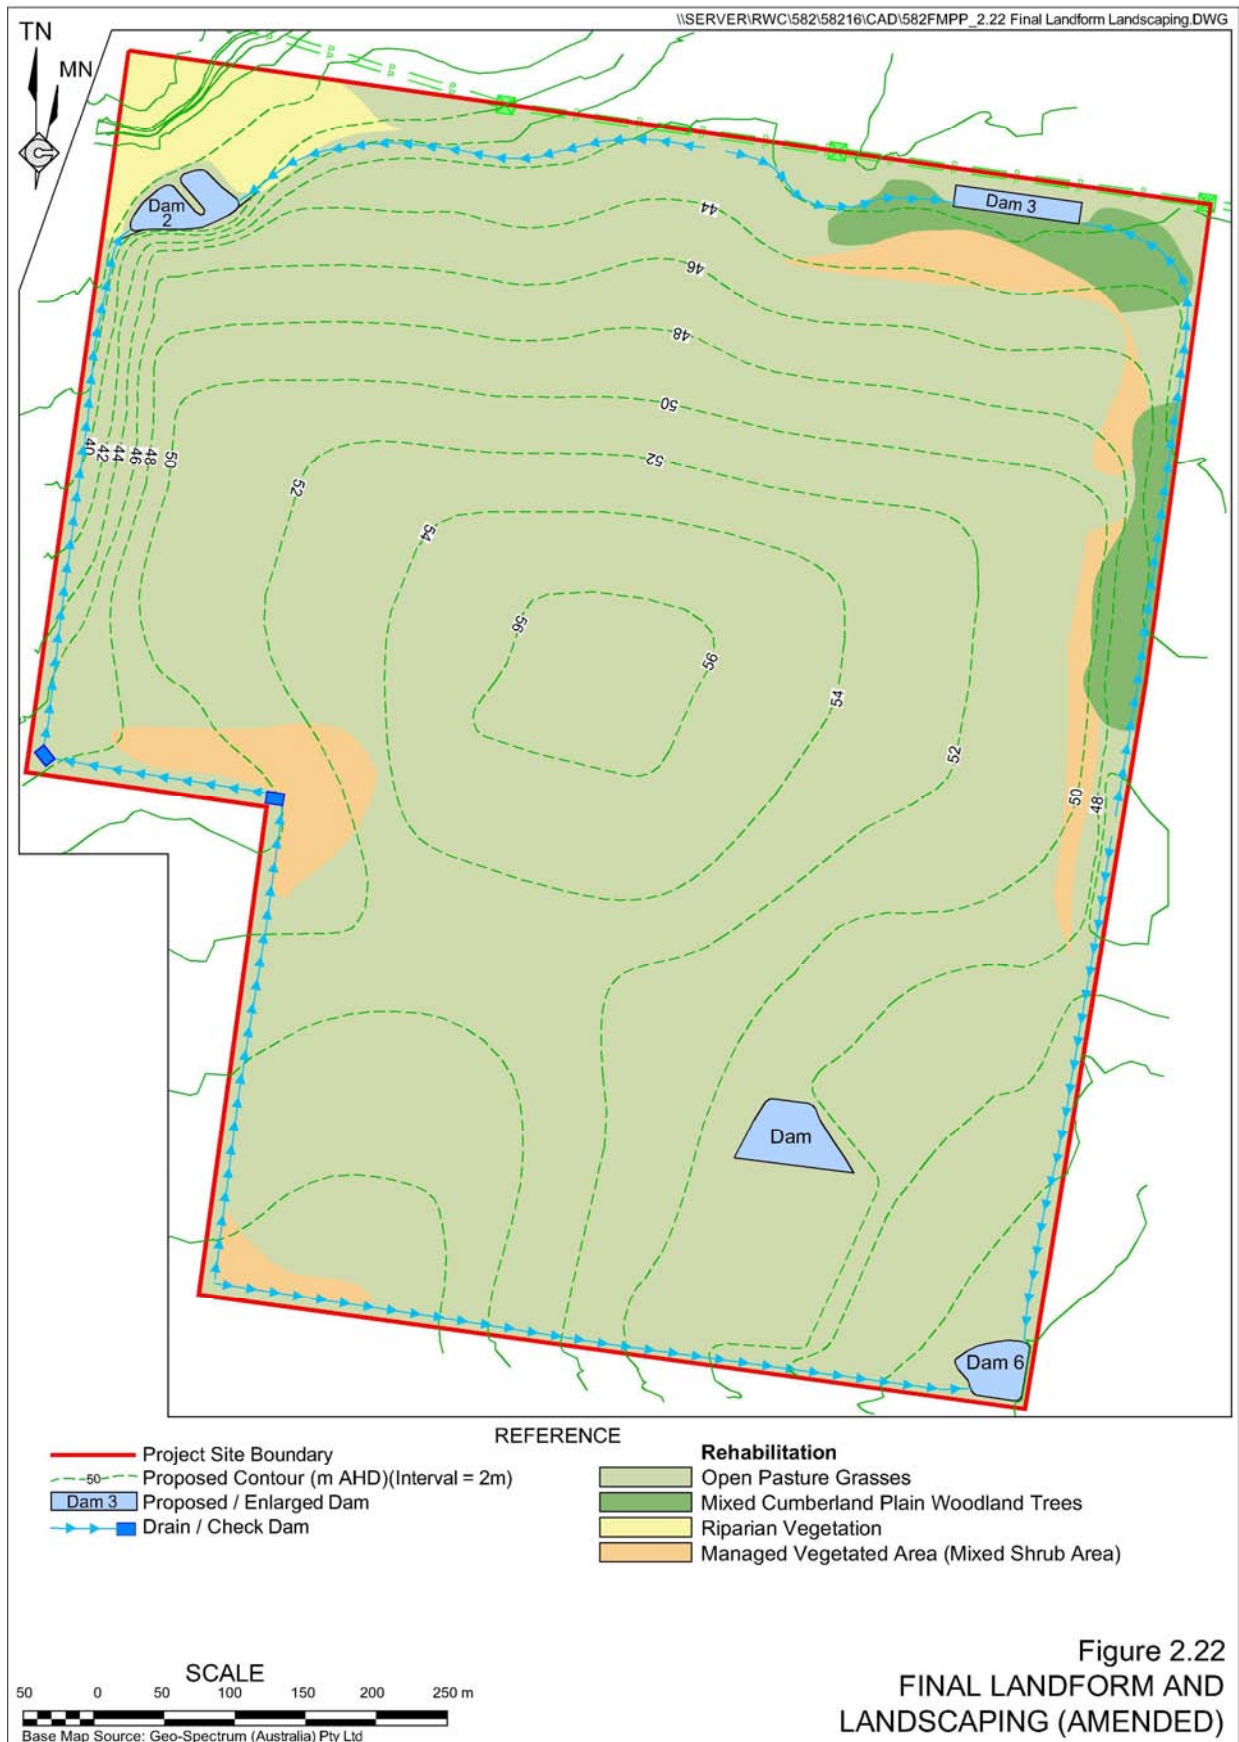 \\SERVER\RWC\582\58216\CAD\582FMPP_2.22 Final Landform Landscaping.DWG
TN
MN
Dam 2
Dam 3
44
46
48
50
52
40
42
44
46
48
50
52
54
56
56
54
52
50
48
Dam
Dam 6
REFERENCE
Project Site Boundary
50 Proposed Contour (m AHD)(Interval = 2m)
Dam 3 Proposed / Enlarged Dam
Drain / Check Dam
Rehabilitation
Open Pasture Grasses
Mixed Cumberland Plain Woodland Trees
Riparian Vegetation
Managed Vegetated Area (Mixed Shrub Area)
SCALE
50 0 50 100 150 200 250 m
Base Map Source: Geo-Spectrum (Australia) Pty Ltd
Figure 2.22
FINAL LANDFORM AND
LANDSCAPING (AMENDED)